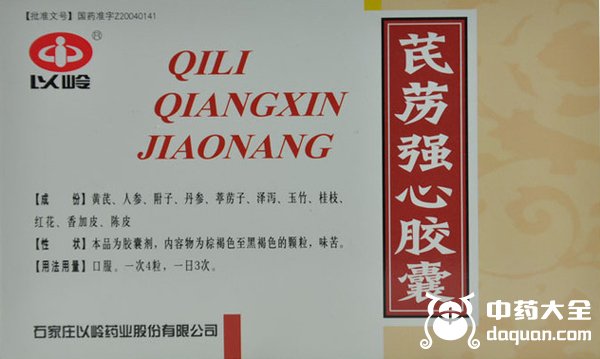 【批准文号】国药准字Z20040141
以岭
R
QILI
QIANGXIN
JIAONANG
芪苈强心胶囊
【成 份】黄芪、人参、附子、丹参、葶苈子、泽泻、玉竹、桂枝、
红花、香加皮、陈皮
【性 状】本品为胶囊剂，内容物为棕褐色至黑褐色的颗粒，味苦。
【用法用量】口服。一次4粒，一日3次。
石家庄以岭药业股份有限公司
中药大全
daquan.com